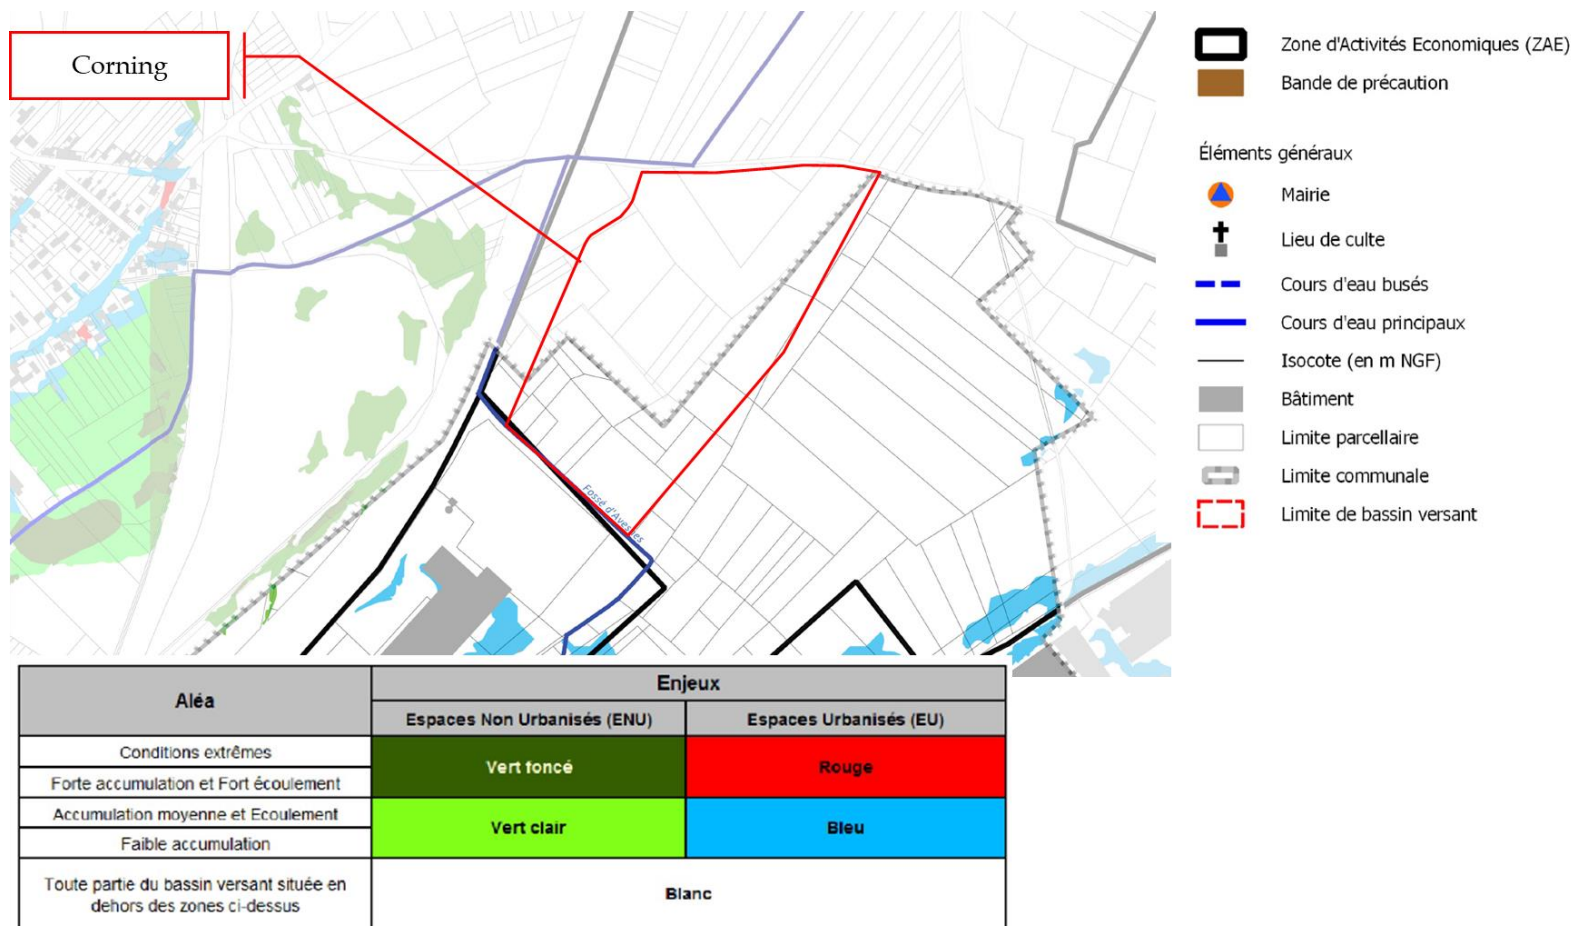 Corning
Fossé d'Avesnes
Zone d'Activités Economiques (ZAE)
Bande de précaution
Éléments généraux
Mairie
Lieu de culte
Cours d'eau busés
Cours d'eau principaux
Isocote (en m NGF)
Bâtiment
Limite parcellaire
Limite communale
Limite de bassin versant
Aléa
Enjeux
Espaces Non Urbanisés (ENU)
Espaces Urbanisés (EU)
Conditions extrêmes
Vert foncé
Rouge
Forte accumulation et Fort écoulement
Accumulation moyenne et Ecoulement
Vert clair
Bleu
Faible accumulation
Toute partie du bassin versant située en
dehors des zones ci-dessus
Blanc